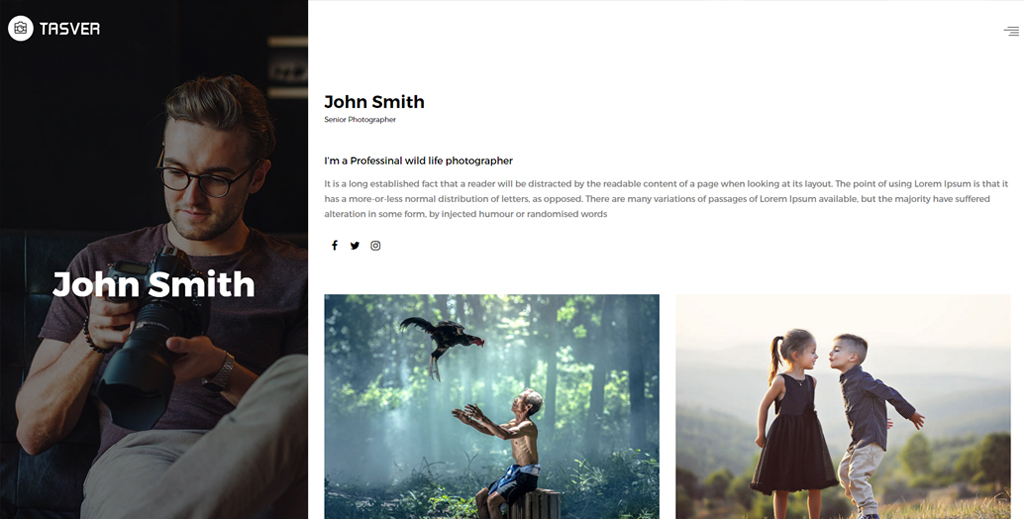 TASVER
John Smith
John Smith
Senior Photographer
I'm a Professinal wild life photographer
It is a long established fact that a reader will be distracted by the readable content of a page when looking at its layout. The point of using Lorem Ipsum is that it
has a more-or-less normal distribution of letters, as opposed. There are many variations of passages of Lorem Ipsum available, but the majority have suffered
alteration in some form, by injected humour or randomised words